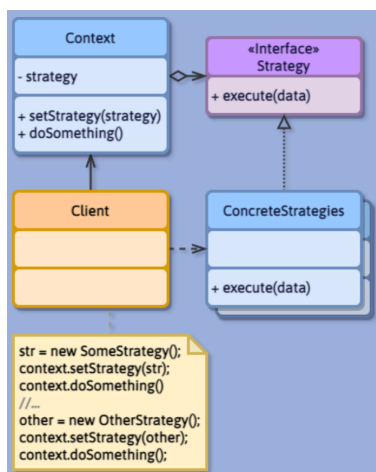 Context
- strategy
+ setStrategy(strategy)
+ doSomething()
«Interface»
Strategy
+ execute(data)
Client
ConcreteStrategies
+ execute(data)
str = new SomeStrategy();
context.setStrategy(str);
context.doSomething()
//...
other = new OtherStrategy();
context.setStrategy(other);
context.doSomething();